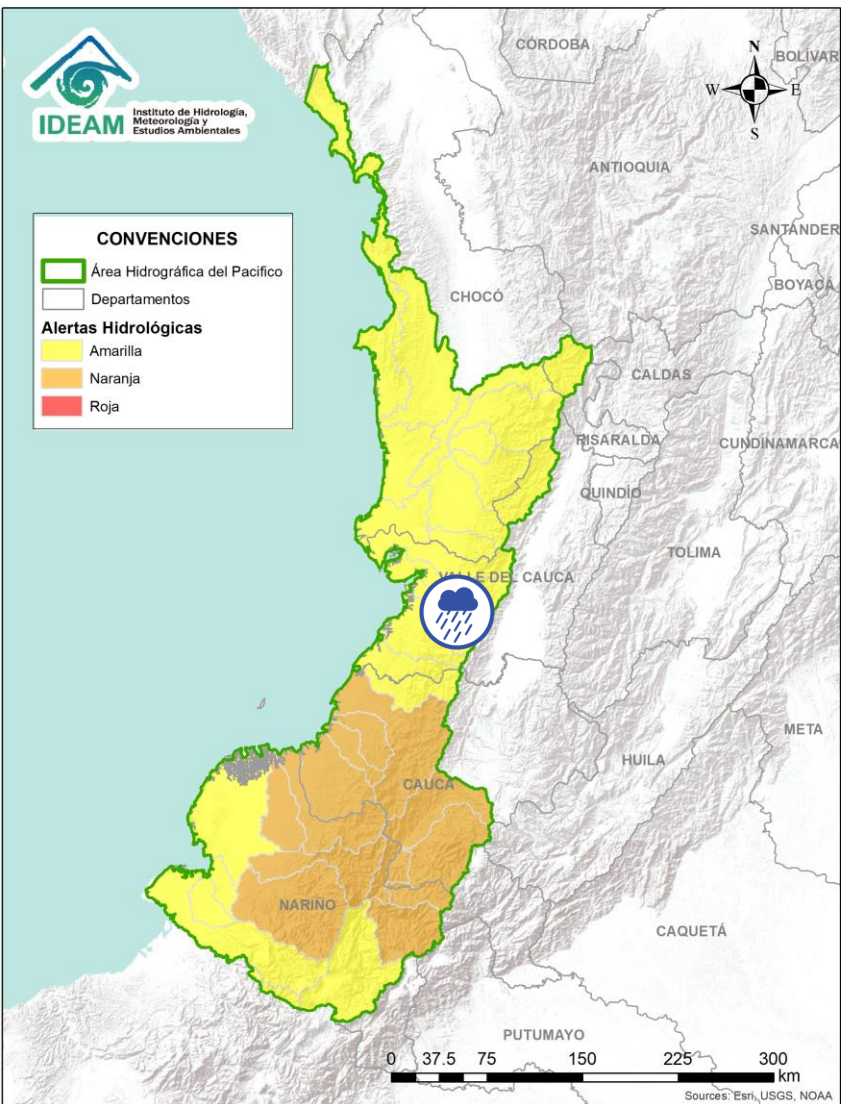 IDEAM
Instituto de Hidrología,
Meteorología y
Estudios Ambientales
CÓRDOBA
BOLÍVAR
N
W
E
S
ANTIOQUIA
SANTANDER
BOYACÁ
CONVENCIONES
Área Hidrográfica del Pacifico
Departamentos
Alertas Hidrológicas
Amarilla
Naranja
Roja
CHOCÓ
CALDAS
RISARALDA
CUNDINAMARCA
QUINDÍO
TOLIMA
VALLE DEL CAUCA
META
HUILA
CAUCA
NARIÑO
CAQUETÁ
PUTUMAYO
0 37.5 75 150 225 300
km
Sources: Esri, USGS, NOAA